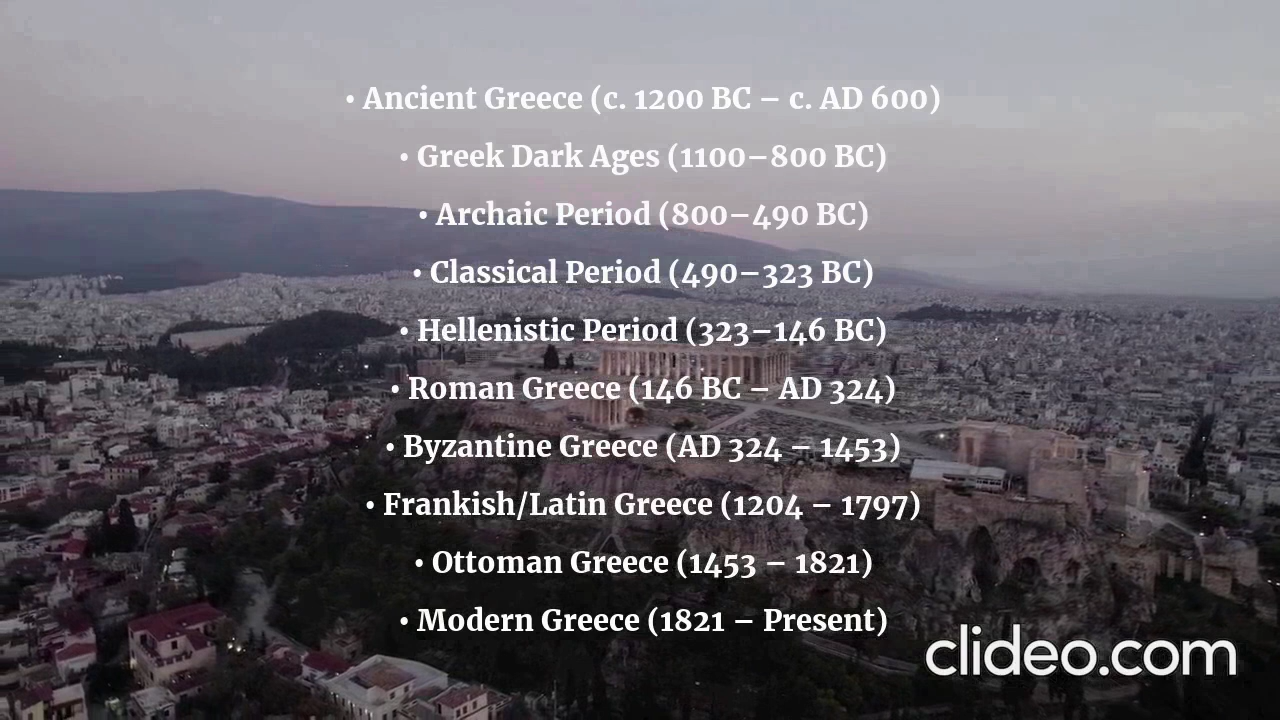 • Ancient Greece (c. 1200 BC – c. AD 600)
• Greek Dark Ages (1100–800 BC)
• Archaic Period (800–490 BC)
• Classical Period (490–323 BC)
• Hellenistic Period (323–146 BC)
• Roman Greece (146 BC – AD 324)
• Byzantine Greece (AD 324 – 1453)
• Frankish/Latin Greece (1204 – 1797)
• Ottoman Greece (1453 – 1821)
• Modern Greece (1821 – Present)
clideo.com